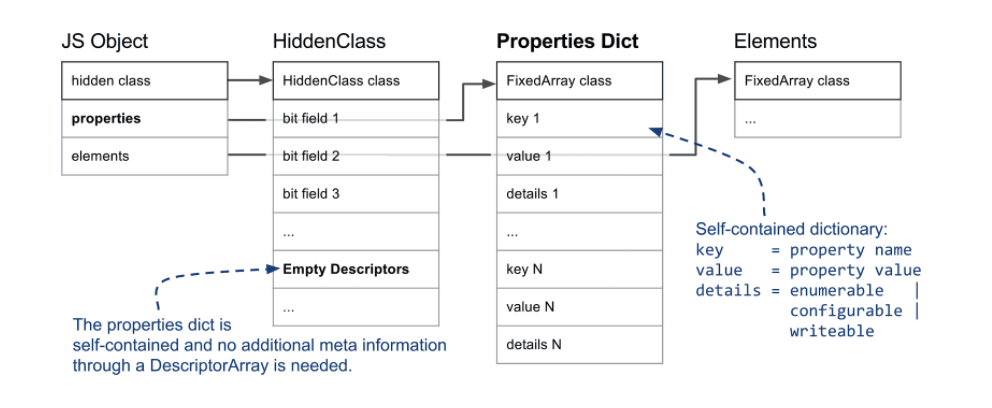 JS Object
HiddenClass
Properties Dict
Elements
hidden class
properties
elements
HiddenClass class
bit field 1
bit field 2
bit field 3
...
Empty Descriptors
...
FixedArray class
key 1
value 1
details 1
...
key N
value N
details N
FixedArray class
...
The properties dict is
self-contained and no additional meta information
through a DescriptorArray is needed.
Self-contained dictionary:
key = property name
value = property value
details = enumerable |
configurable |
writeable